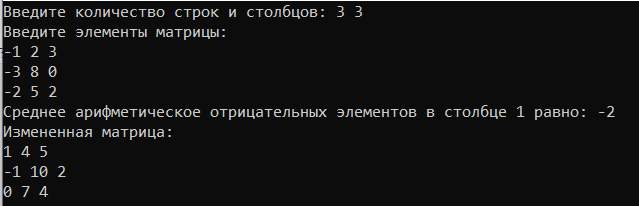 Введите количество строк и столбцов: 3 3
Введите элементы матрицы:
-1 2 3
-3 8 0
-2 5 2
Среднее арифметическое отрицательных элементов в столбце 1 равно: -2
Измененная матрица:
1 4 5
-1 10 2
0 7 4